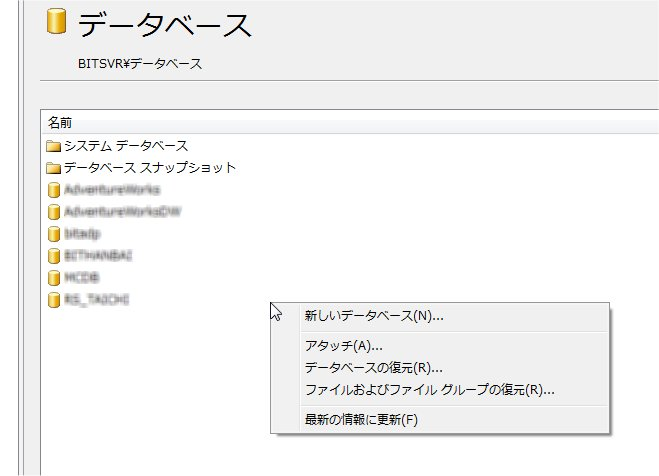 データベース
BITSVR¥データベース
名前
システム データベース
データベース スナップショット
AdventureWorks
AdventureWorksDW
BITHANBAI
MCDB
RS_TAICHI
新しいデータベース(N)...
アタッチ(A)...
データベースの復元(R)...
ファイルおよびファイル グループの復元(R)...
最新の情報に更新(F)